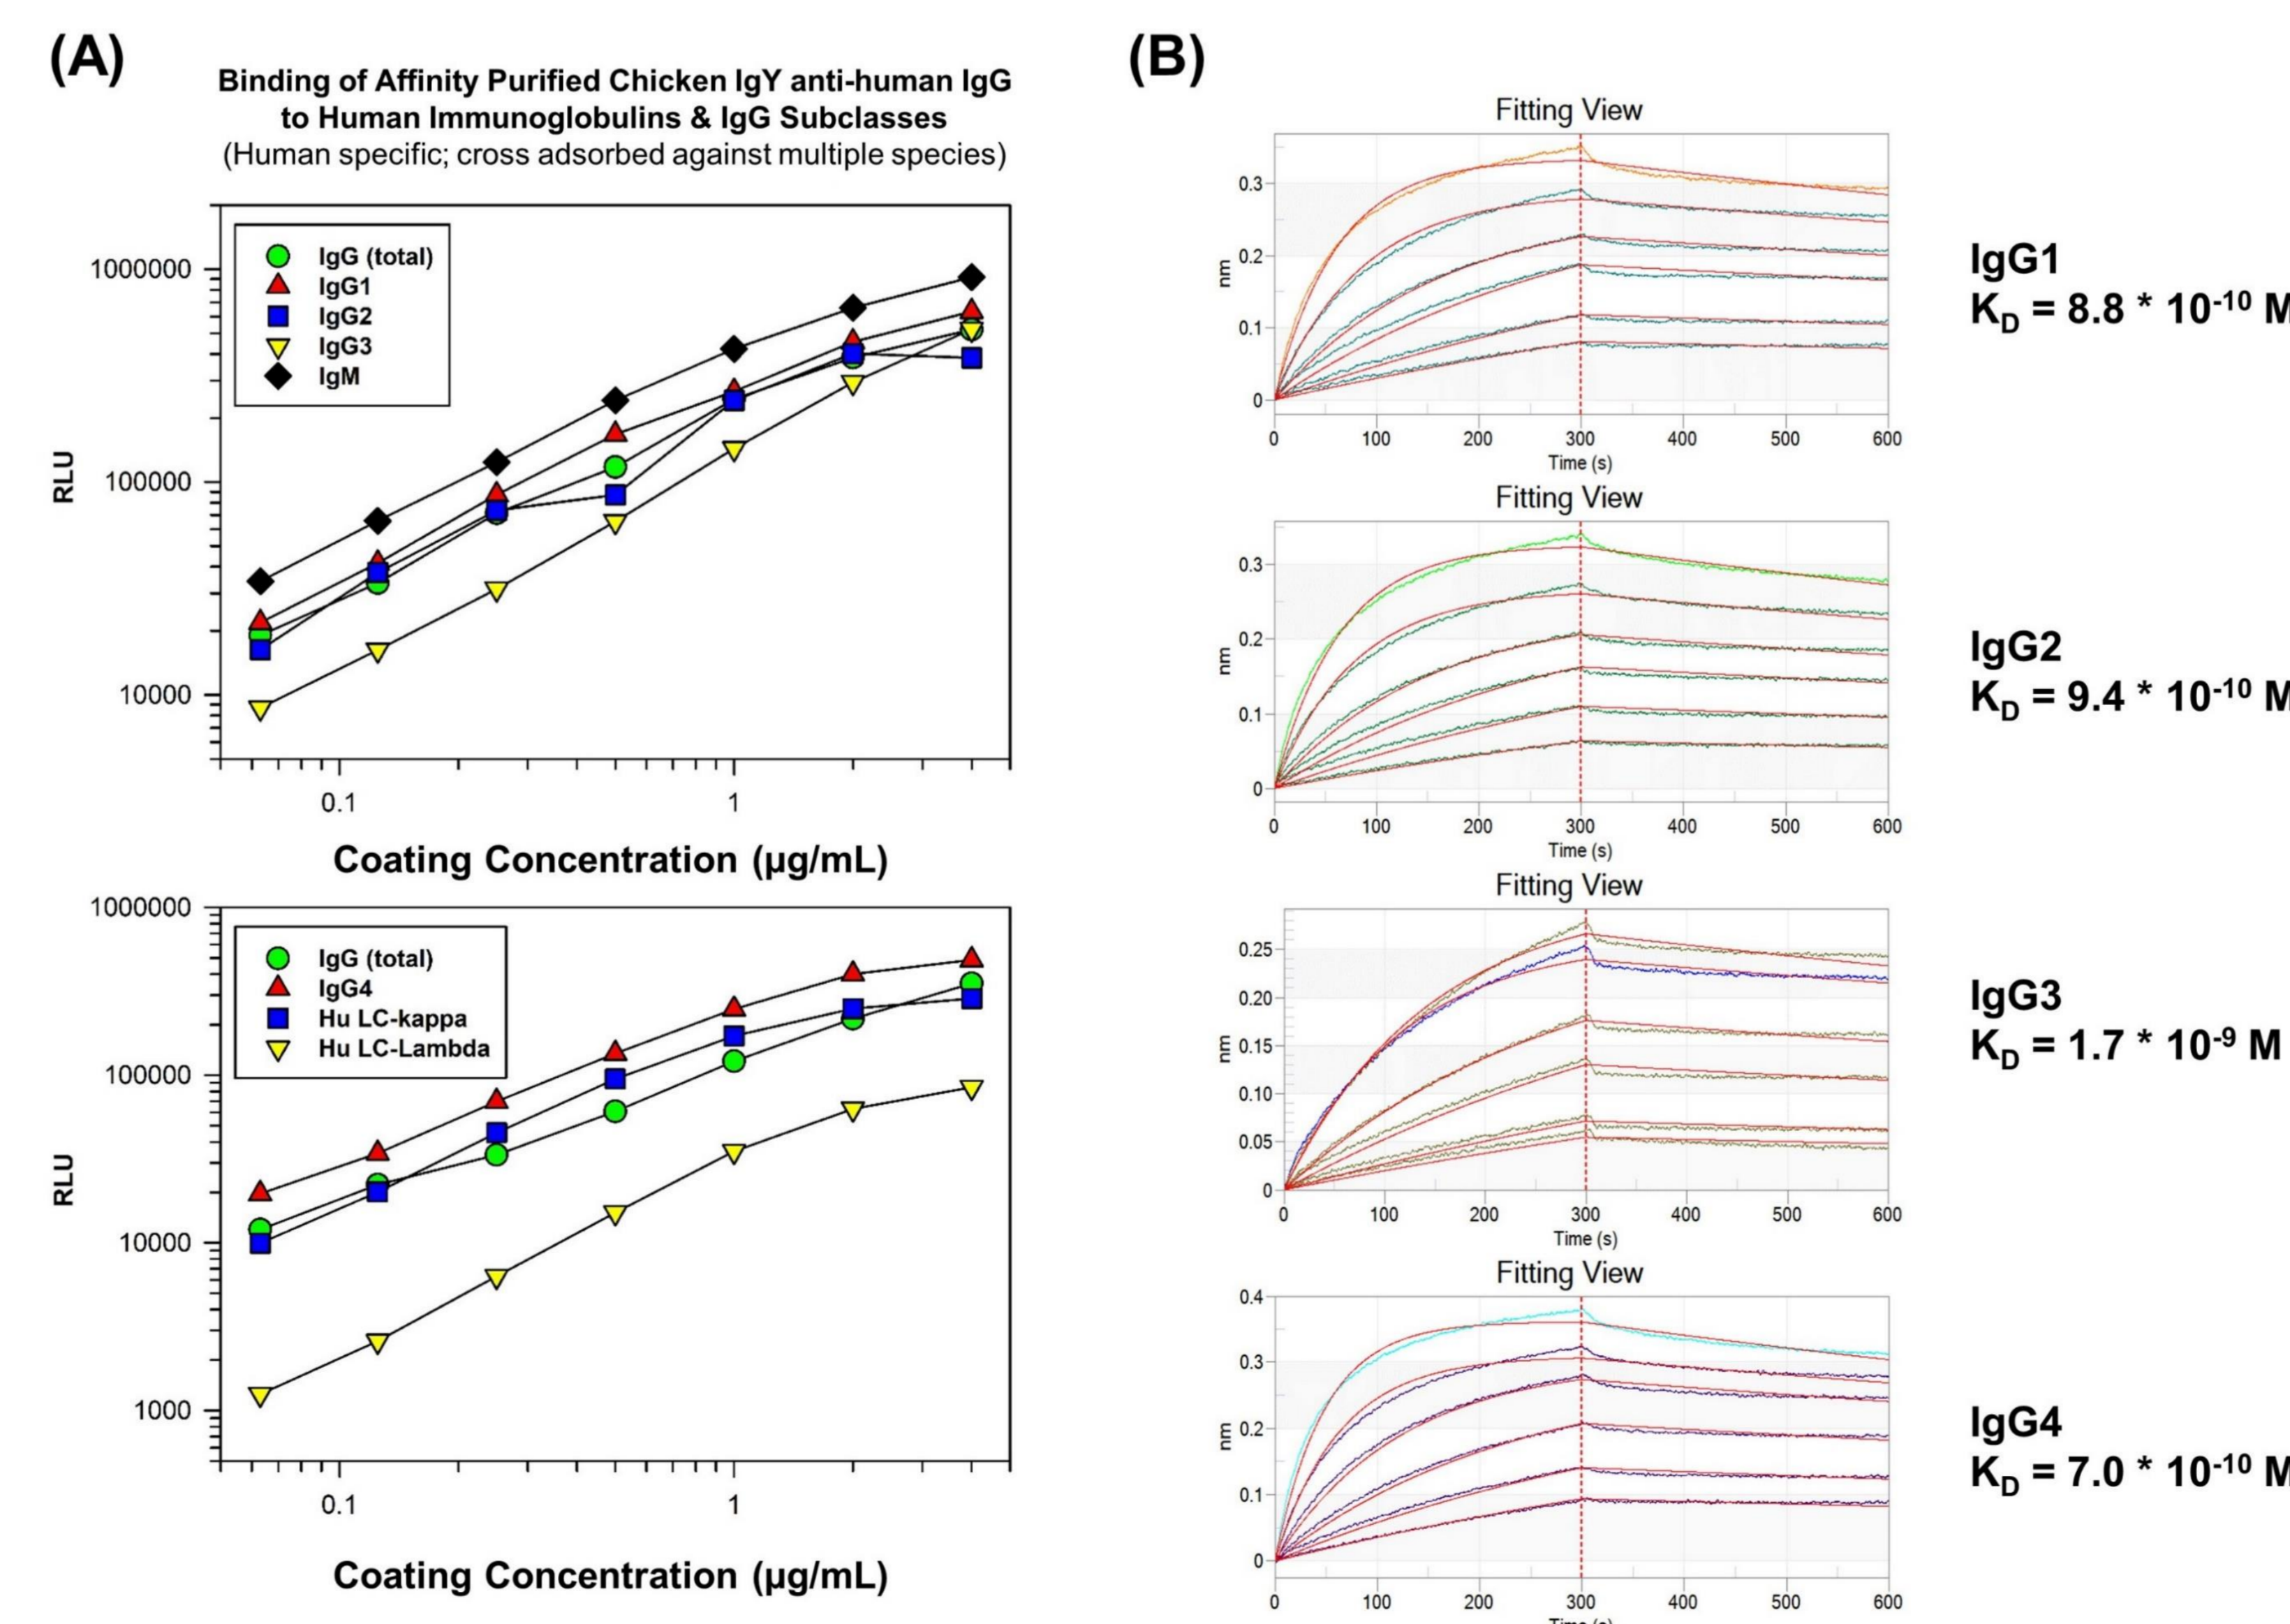 (A)
Binding of Affinity Purified Chicken IgY anti-human IgG
to Human Immunoglobulins & IgG Subclasses
(Human specific; cross adsorbed against multiple species)
IgG (total)
IgG1
IgG2
IgG3
IgM
1000000
100000
10000
RLU
0.1 1
Coating Concentration (µg/mL)
1000000
100000
10000
1000
RLU
IgG (total)
IgG4
Hu LC-kappa
Hu LC-Lambda
0.1 1
Coating Concentration (µg/mL)
(B)
Fitting View
0.3
0.2
0.1
0
nm
0 100 200 300 400 500 600
Time (s)
IgG1
K_D = 8.8 * 10^-10 M
Fitting View
0.3
0.2
0.1
0
nm
0 100 200 300 400 500 600
Time (s)
IgG2
K_D = 9.4 * 10^-10 M
Fitting View
0.25
0.20
0.15
0.10
0.05
0
nm
0 100 200 300 400 500 600
Time (s)
IgG3
K_D = 1.7 * 10^-9 M
Fitting View
0.4
0.3
0.2
0.1
0
nm
0 100 200 300 400 500 600
Time (s)
IgG4
K_D = 7.0 * 10^-10 M